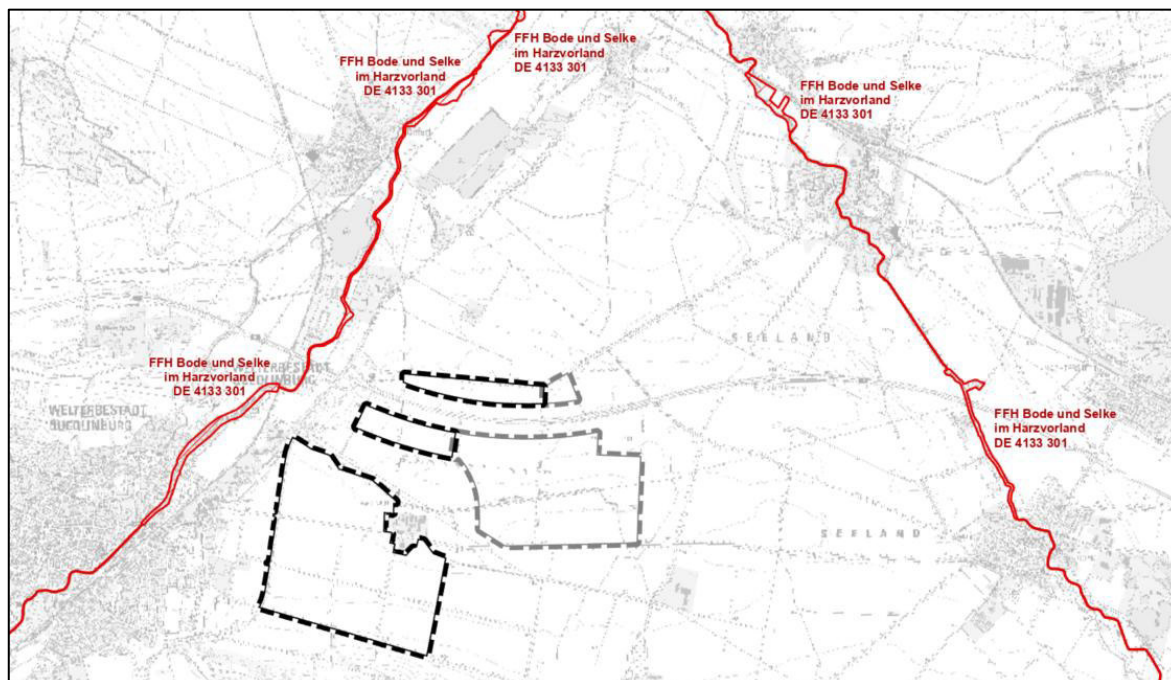 FFH Bode und Selke
im Harzvorland
DE 4133 301
FFH Bode und Selke
im Harzvorland
DE 4133 301
FFH Bode und Selke
im Harzvorland
DE 4133 301
SEELAND
FFH Bode und Selke
im Harzvorland
DE 4133 301
WELTERBESTADT
WELTERBESTADT
QUEDLINBURG
FFH Bode und Selke
im Harzvorland
DE 4133 301
SEELAND